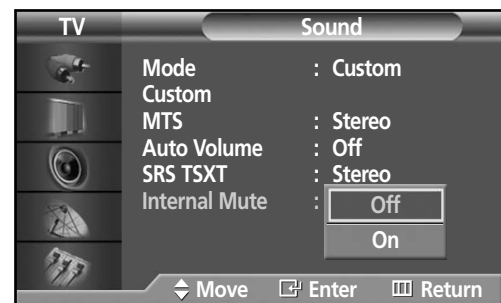 TV Sound
Mode : Custom
Custom
MTS : Stereo
Auto Volume : Off
SRS TSXT : Stereo
Internal Mute : Off
On
Move Enter Return